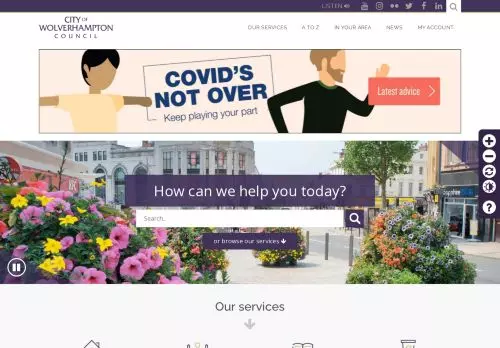 LISTEN
CITY OF
WOLVERHAMPTON
COUNCIL
OUR SERVICES A TO Z IN YOUR AREA NEWS MY ACCOUNT
COVID'S
NOT OVER
Keep playing your part
Latest advice
How can we help you today?
Search..
or browse our services
Our services